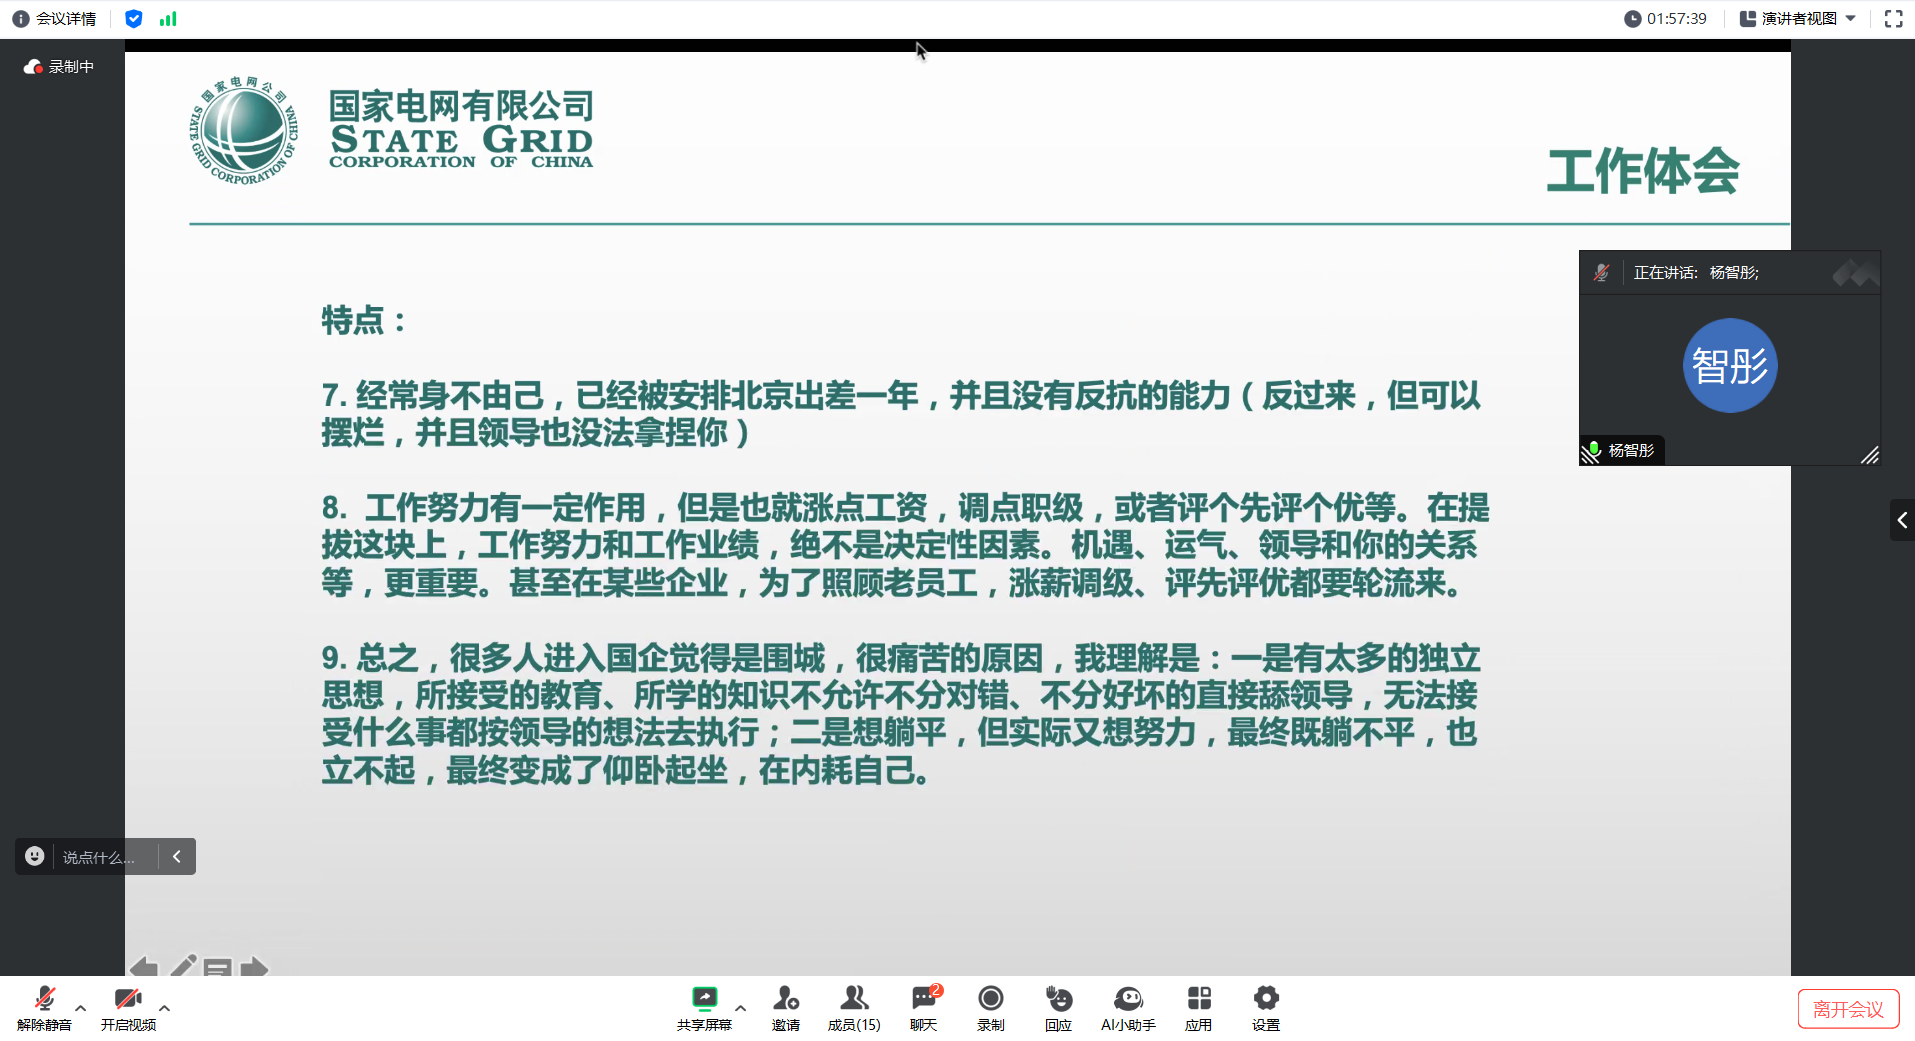 会议详情
01:57:39
演讲者视图
录制中
国家电网公司
STATE GRID CORPORATION OF CHINA
国家电网有限公司
STATE GRID
CORPORATION OF CHINA
工作体会
正在讲话: 杨智彤;
智彤
杨智彤
特点：
7. 经常身不由己，已经被安排北京出差一年，并且没有反抗的能力（反过来，但可以
摆烂，并且领导也没法拿捏你）
8. 工作努力有一定作用，但是也就涨点工资，调点职级，或者评个先评个优等。在提
拔这块上，工作努力和工作业绩，绝不是决定性因素。机遇、运气、领导和你的关系
等，更重要。甚至在某些企业，为了照顾老员工，涨薪调级、评先评优都要轮流来。
9. 总之，很多人进入国企觉得是围城，很痛苦的原因，我理解是：一是有太多的独立
思想，所接受的教育、所学的知识不允许不分对错、不分好坏的直接舔领导，无法接
受什么事都按领导的想法去执行；二是想躺平，但实际又想努力，最终既躺不平，也
立不起，最终变成了仰卧起坐，在内耗自己。
说点什么...
解除静音
开启视频
共享屏幕
邀请
成员(15)
聊天
2
录制
回应
AI小助手
应用
设置
离开会议